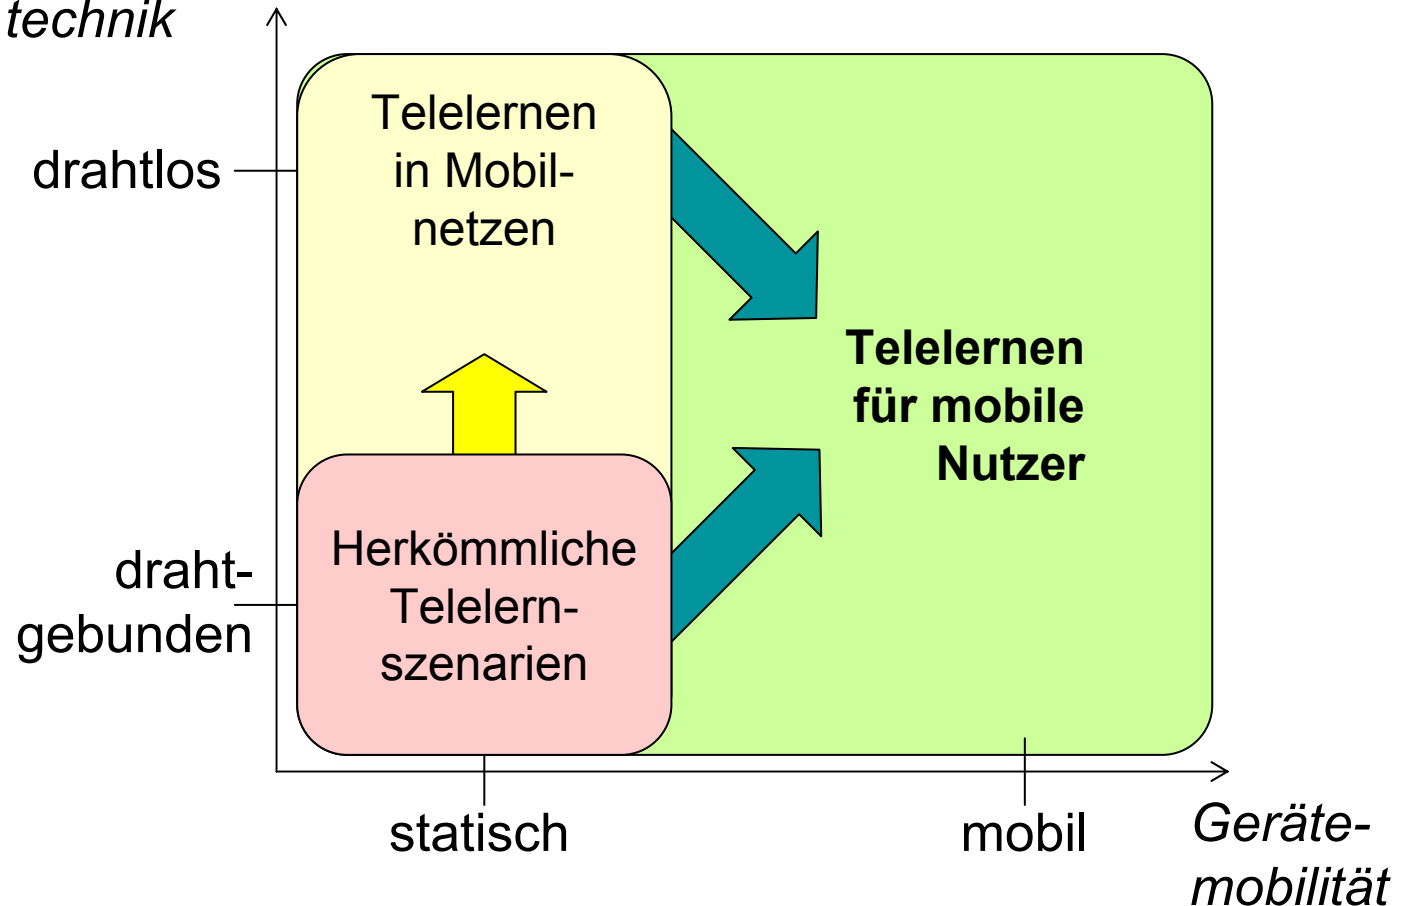 technik
drahtlos
draht-
gebunden
Telelernen
in Mobil-
netzen
Herkömmliche
Telelern-
szenarien
Telelernen
für mobile
Nutzer
statisch
mobil
Geräte-
mobilität